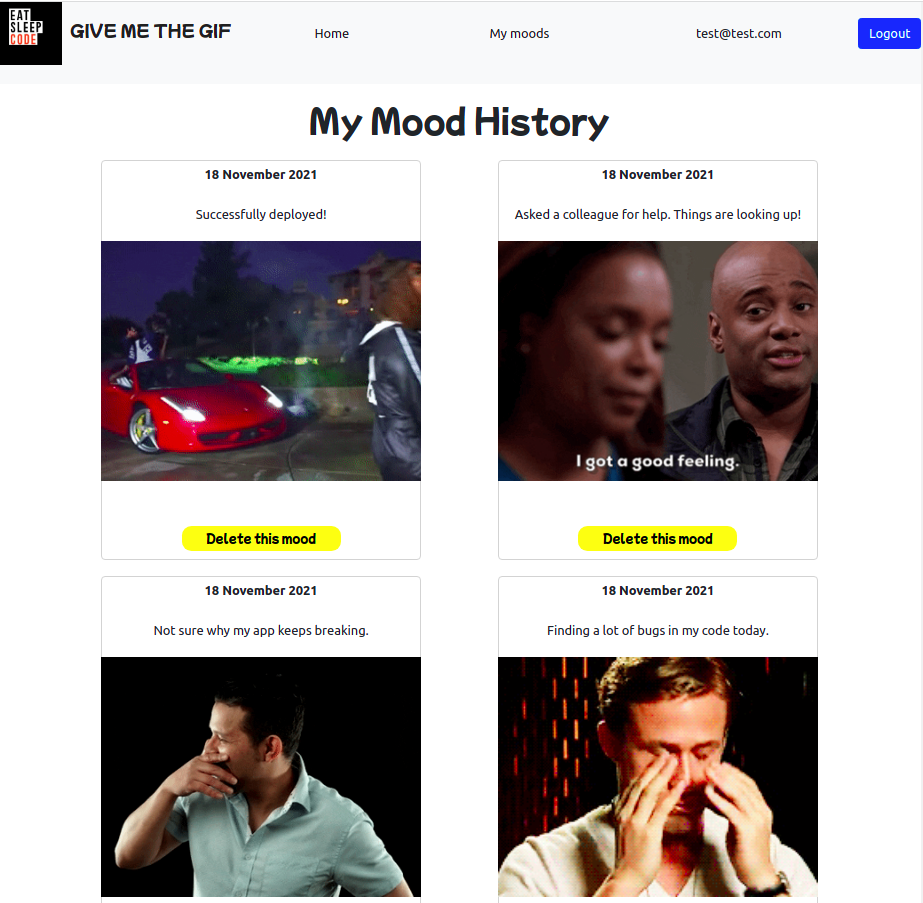 EAT
SLEEP
CODE
GIVE ME THE GIF
Home
My moods
test@test.com
Logout
My Mood History
18 November 2021
Successfully deployed!
Delete this mood
18 November 2021
Asked a colleague for help. Things are looking up!
I got a good feeling.
Delete this mood
18 November 2021
Not sure why my app keeps breaking.
18 November 2021
Finding a lot of bugs in my code today.